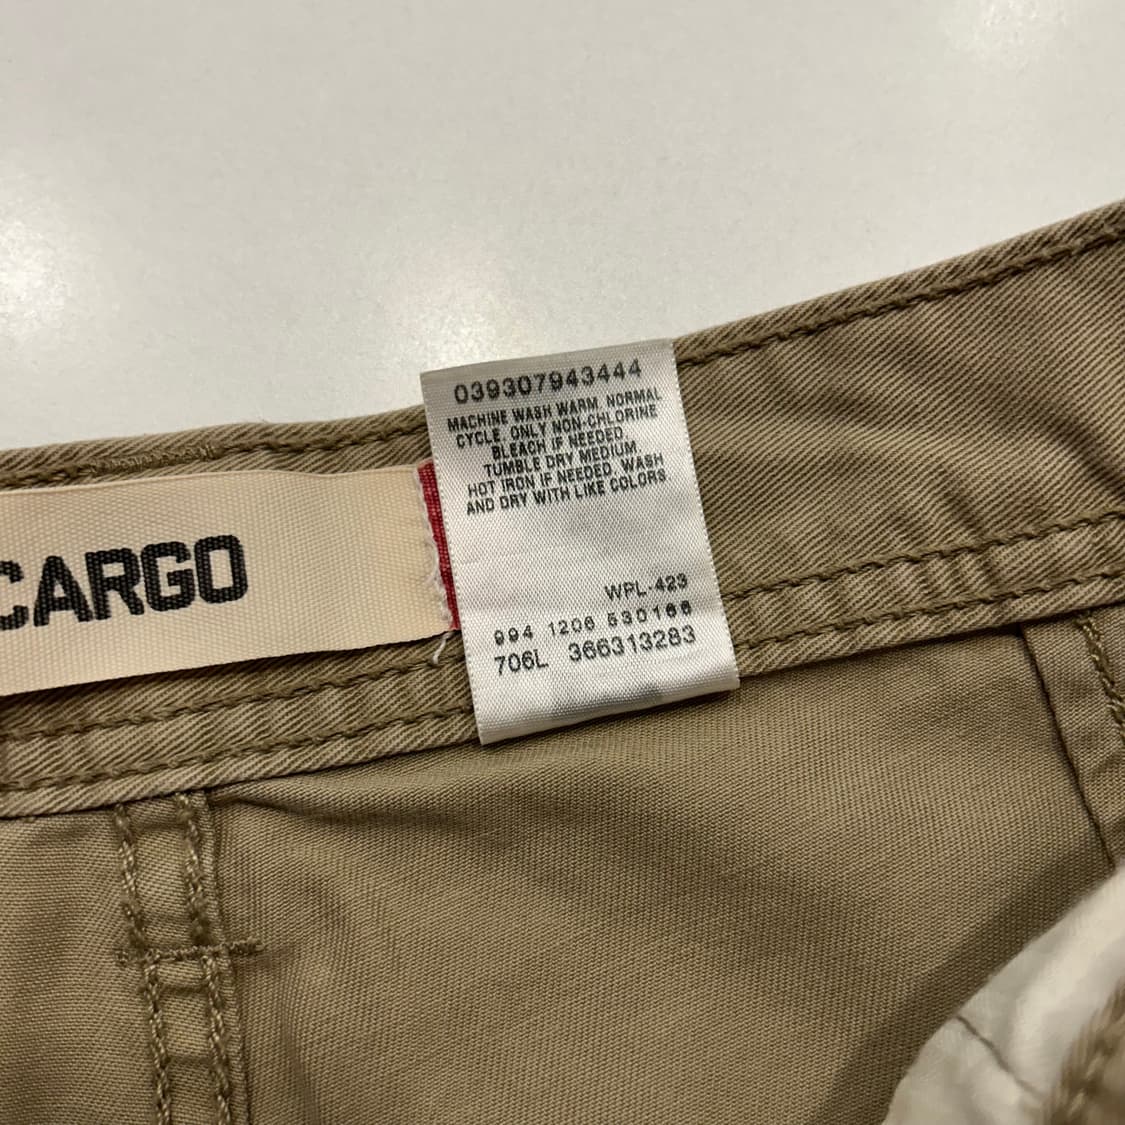 CARGO
039307943444
MACHINE WASH WARM, NORMAL
CYCLE, ONLY NON-CHLORINE
BLEACH IF NEEDED,
TUMBLE DRY MEDIUM,
HOT IRON IF NEEDED, WASH
AND DRY WITH LIKE COLORS
WPL-423
994 1206 530166
706L 366313283